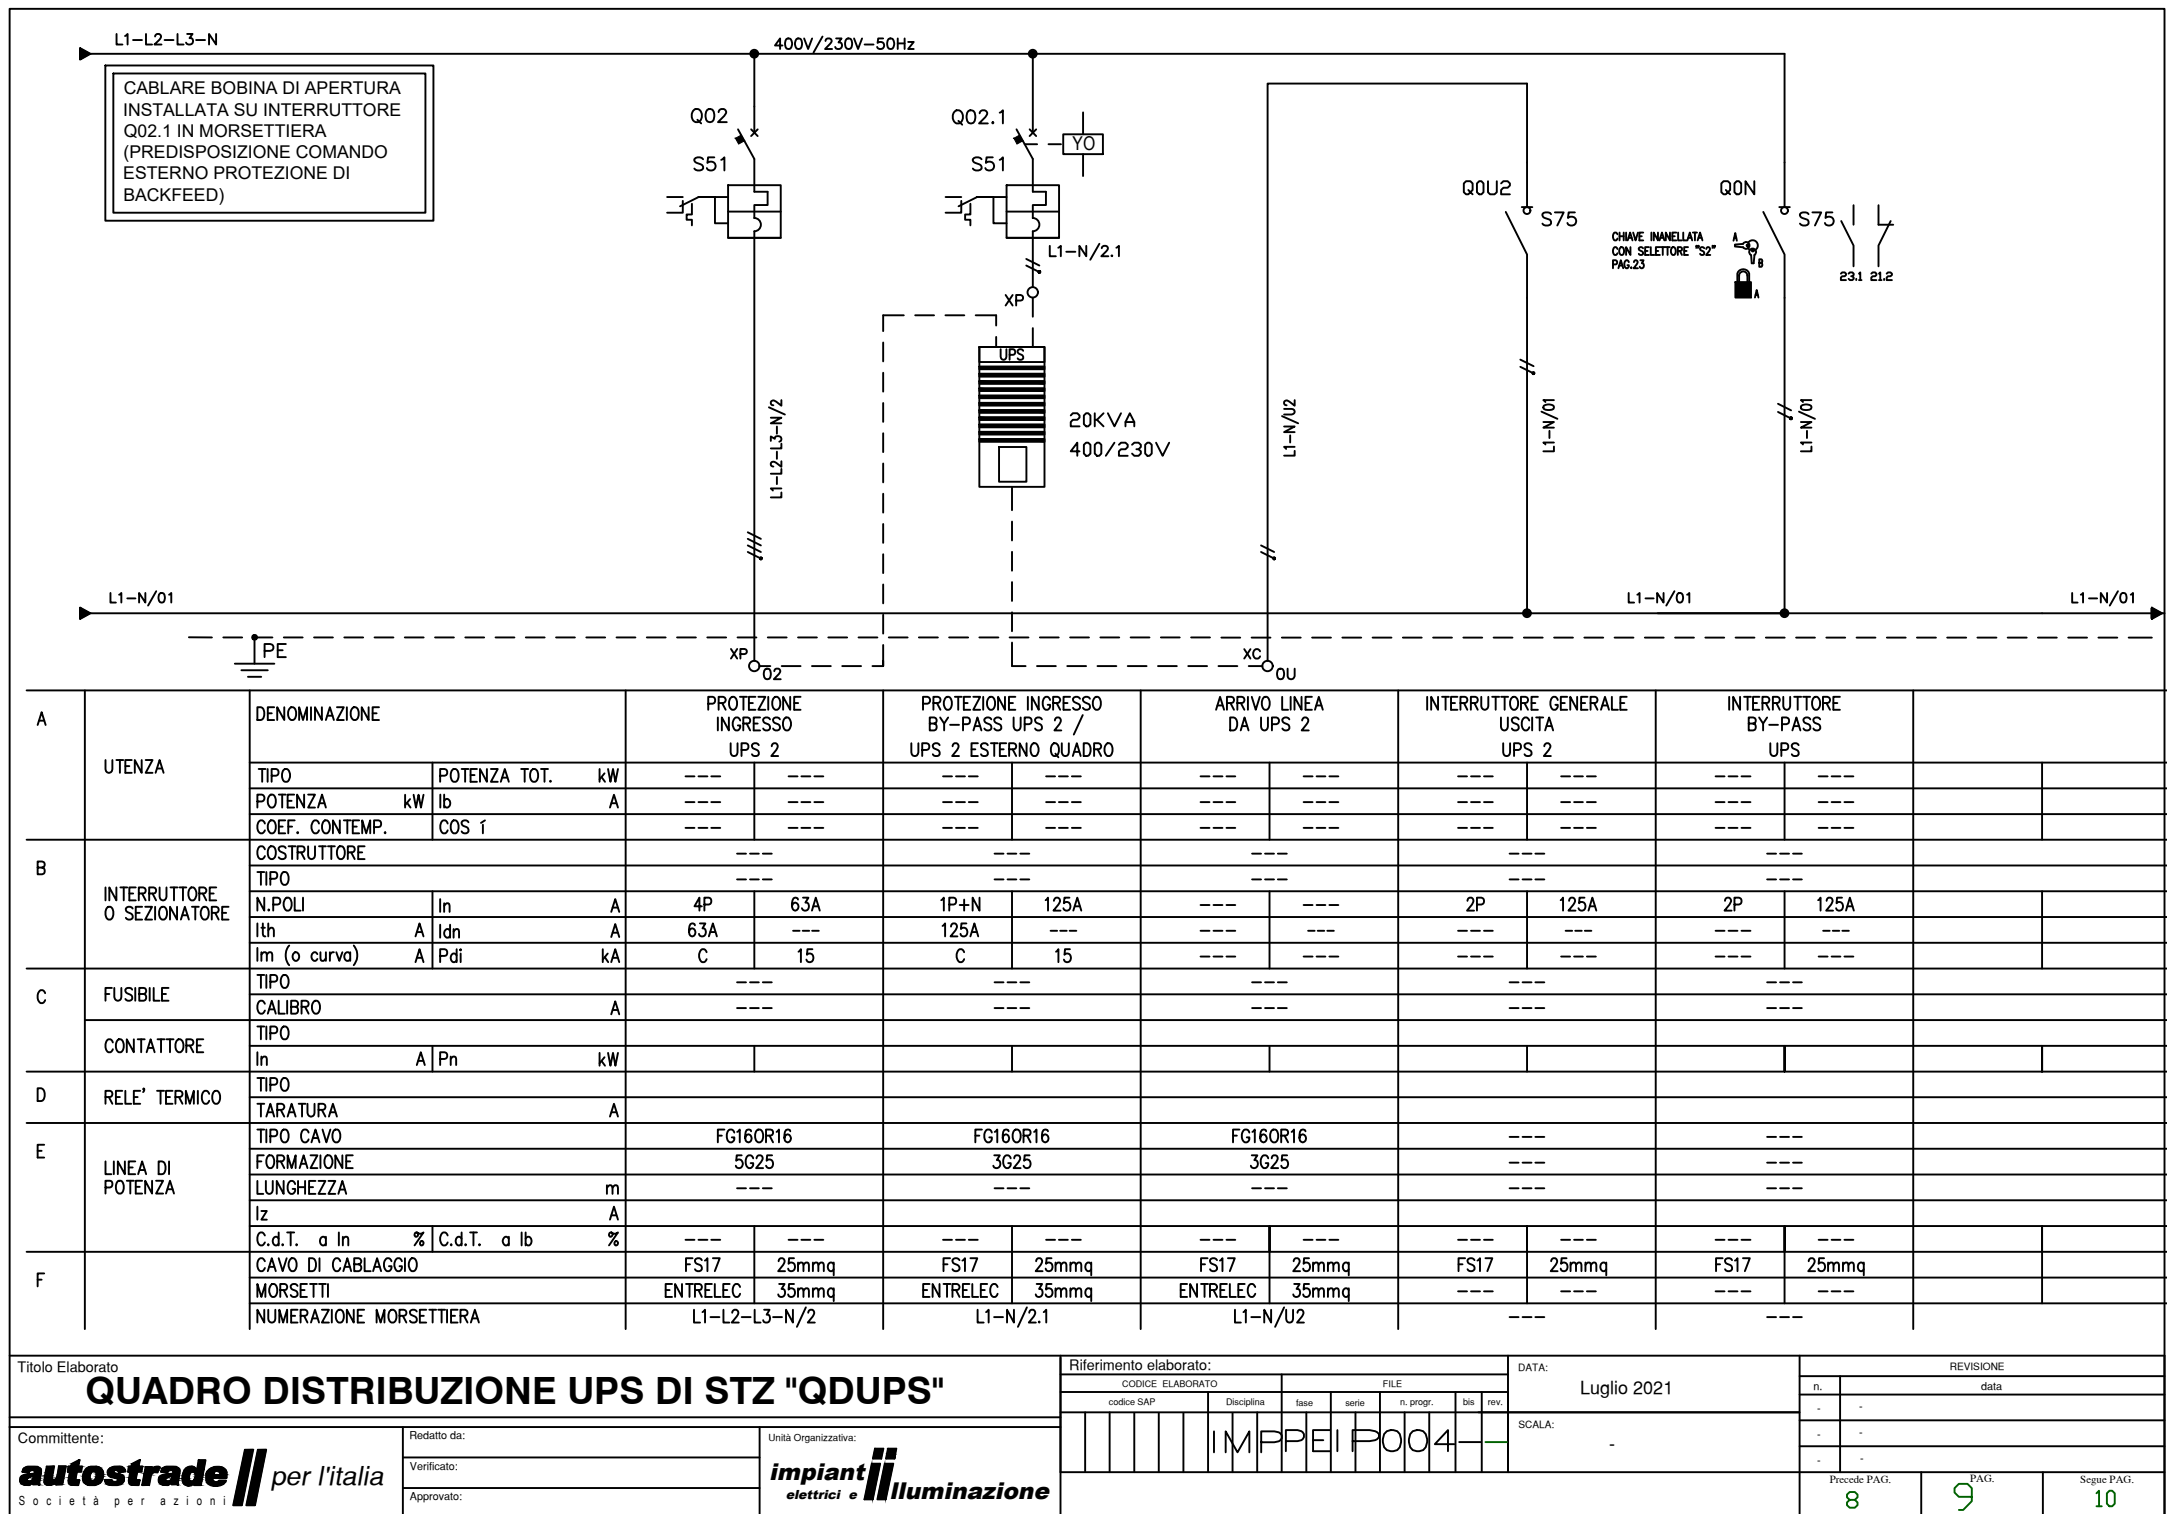 L1-L2-L3-N
400V/230V-50Hz
CABLARE BOBINA DI APERTURA
INSTALLATA SU INTERRUTTORE
Q02.1 IN MORSETTIERA
(PREDISPOSIZIONE COMANDO
ESTERNO PROTEZIONE DI
BACKFEED)
Q02
S51
Q02.1
YO
S51
L1-N/2.1
XP
UPS
20KVA
400/230V
L1-L2-L3-N/2
L1-N/U2
Q0U2
S75
L1-N/01
CHIAVE INANELLATA
CON SELETTORE "S2"
PAG.23
A
B
A
Q0N
S75
23.1 21.2
L1-N/01
L1-N/01
L1-N/01
L1-N/01
PE
XP
02
XC
0U
A
UTENZA
DENOMINAZIONE
PROTEZIONE
INGRESSO
UPS 2
PROTEZIONE INGRESSO
BY-PASS UPS 2 /
UPS 2 ESTERNO QUADRO
ARRIVO LINEA
DA UPS 2
INTERRUTTORE GENERALE
USCITA
UPS 2
INTERRUTTORE
BY-PASS
UPS
TIPO POTENZA TOT. kW --- --- --- --- --- --- --- --- --- ---
POTENZA kW Ib A --- --- --- --- --- --- --- --- --- ---
COEF. CONTEMP. COS í --- --- --- --- --- --- --- --- --- ---
B
INTERRUTTORE
O SEZIONATORE
COSTRUTTORE --- --- --- --- ---
TIPO --- --- --- --- ---
N.POLI In A 4P 63A 1P+N 125A --- --- 2P 125A 2P 125A
Ith A Idn A 63A --- 125A --- --- --- --- --- --- ---
Im (o curva) A Pdi kA C 15 C 15 --- --- --- --- --- ---
C
FUSIBILE
TIPO --- --- --- --- ---
CALIBRO A --- --- --- --- ---
CONTATTORE
TIPO
In A Pn kW
D
RELE' TERMICO
TIPO
TARATURA A
E
LINEA DI
POTENZA
TIPO CAVO FG16OR16 FG16OR16 FG16OR16 --- ---
FORMAZIONE 5G25 3G25 3G25 --- ---
LUNGHEZZA m --- --- --- --- ---
Iz A
C.d.T. a In % C.d.T. a Ib % --- --- --- --- --- --- --- --- --- ---
F
CAVO DI CABLAGGIO FS17 25mmq FS17 25mmq FS17 25mmq FS17 25mmq FS17 25mmq
MORSETTI ENTRELEC 35mmq ENTRELEC 35mmq ENTRELEC 35mmq --- --- --- ---
NUMERAZIONE MORSETTIERA L1-L2-L3-N/2 L1-N/2.1 L1-N/U2 --- ---
Titolo Elaborato
QUADRO DISTRIBUZIONE UPS DI STZ "QDUPS"
Committente:
autostrade per l'italia
Società per azioni
Redatto da:
Verificato:
Approvato:
Unità Organizzativa:
impianti
elettrici e Illuminazione
Riferimento elaborato:
CODICE ELABORATO FILE
codice SAP Disciplina fase serie n. progr. bis rev.
IMPPEIP004--
DATA:
Luglio 2021
SCALA:
-
REVISIONE
n. data
- -
- -
- -
Precede PAG. PAG. Segue PAG.
8 9 10